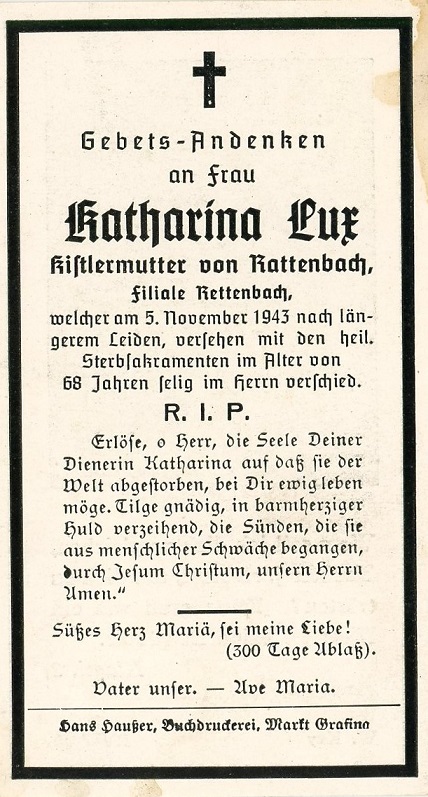 Gebets-Andenken
an Frau
Katharina Lux
Kistlermutter von Rattenbach,
Filiale Rettenbach,
welcher am 5. November 1943 nach län-
gerem Leiden, versehen mit den heil.
Sterbsakramenten im Alter von
68 Jahren selig im Herrn verschied.
R. I. P.
Erlöse, o Herr, die Seele Deiner
Dienerin Katharina auf daß sie der
Welt abgestorben, bei Dir ewig leben
möge. Tilge gnädig, in barmherziger
Huld verzeihend, die Sünden, die sie
aus menschlicher Schwäche begangen,
durch Jesum Christum, unsern Herrn
Amen.“
Süßes Herz Mariä, sei meine Liebe!
(300 Tage Ablaß).
Vater unser. — Ave Maria.
Hans Haußer, Buchdruckerei, Markt Grafing